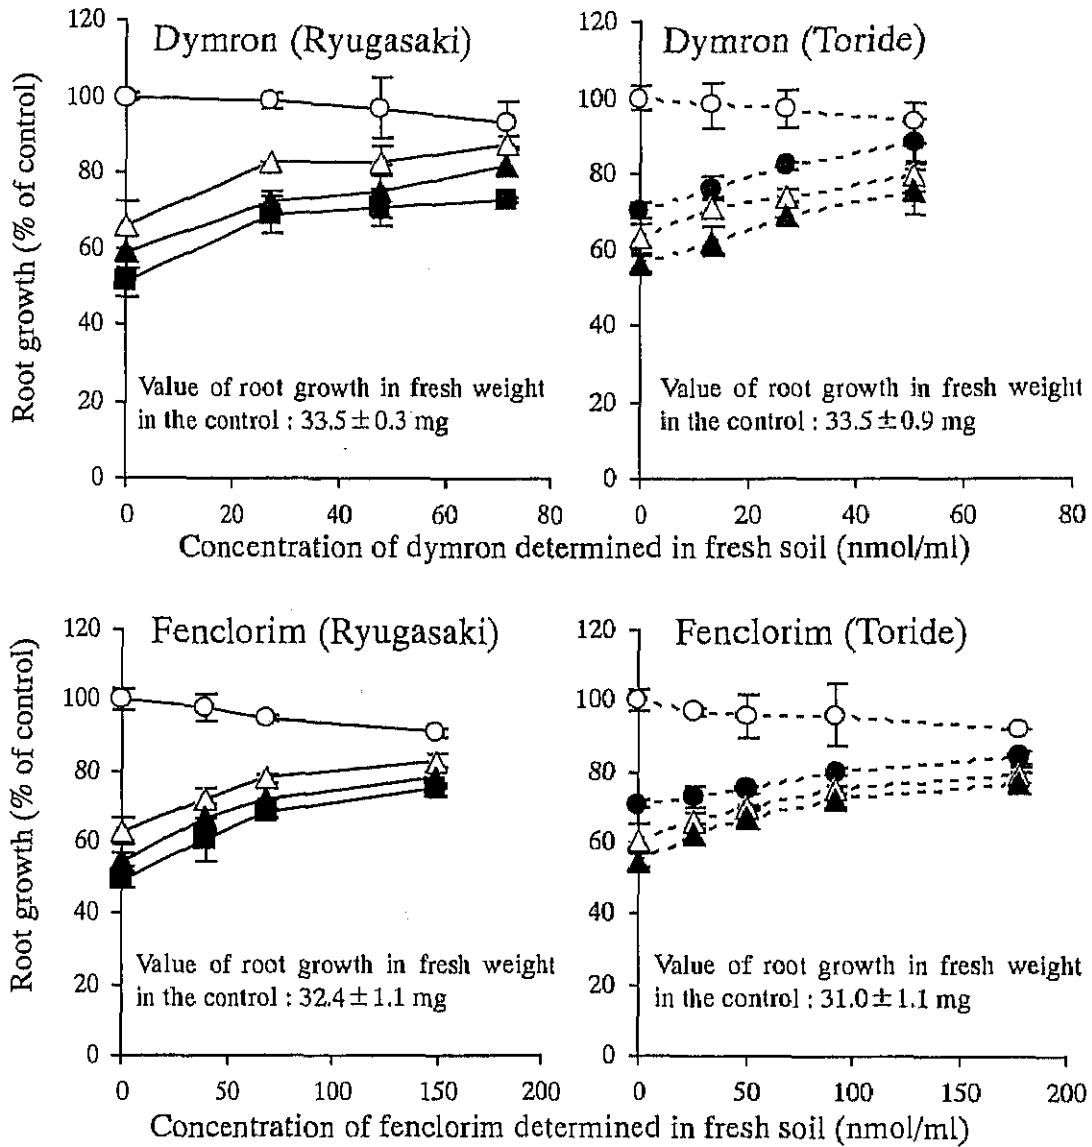 Dymron (Ryugasaki)
120
100
80
60
40
20
0
Root growth (% of control)
Value of root growth in fresh weight
in the control : 33.5 ± 0.3 mg
0 20 40 60 80
Dymron (Toride)
120
100
80
60
40
20
0
Value of root growth in fresh weight
in the control : 33.5 ± 0.9 mg
0 20 40 60 80
Concentration of dymron determined in fresh soil (nmol/ml)
Fenclorim (Ryugasaki)
120
100
80
60
40
20
0
Root growth (% of control)
Value of root growth in fresh weight
in the control : 32.4 ± 1.1 mg
0 50 100 150 200
Fenclorim (Toride)
120
100
80
60
40
20
0
Value of root growth in fresh weight
in the control : 31.0 ± 1.1 mg
0 50 100 150 200
Concentration of fenclorim determined in fresh soil (nmol/ml)